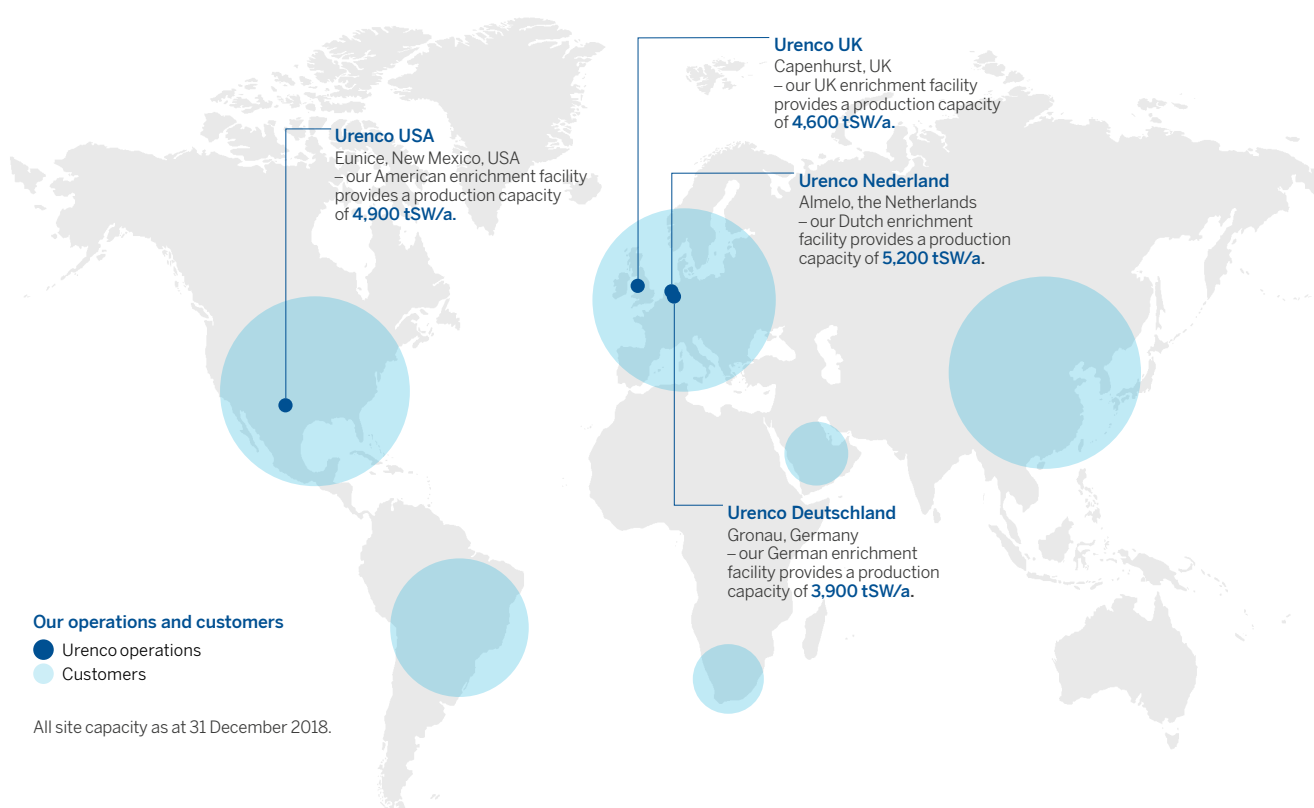 Urenco UK
Capenhurst, UK
– our UK enrichment facility
provides a production capacity
of 4,600 tSW/a.
Urenco USA
Eunice, New Mexico, USA
– our American enrichment facility
provides a production capacity
of 4,900 tSW/a.
Urenco Nederland
Almelo, the Netherlands
– our Dutch enrichment
facility provides a production
capacity of 5,200 tSW/a.
Urenco Deutschland
Gronau, Germany
– our German enrichment
facility provides a production
capacity of 3,900 tSW/a.
Our operations and customers
Urenco operations
Customers
All site capacity as at 31 December 2018.